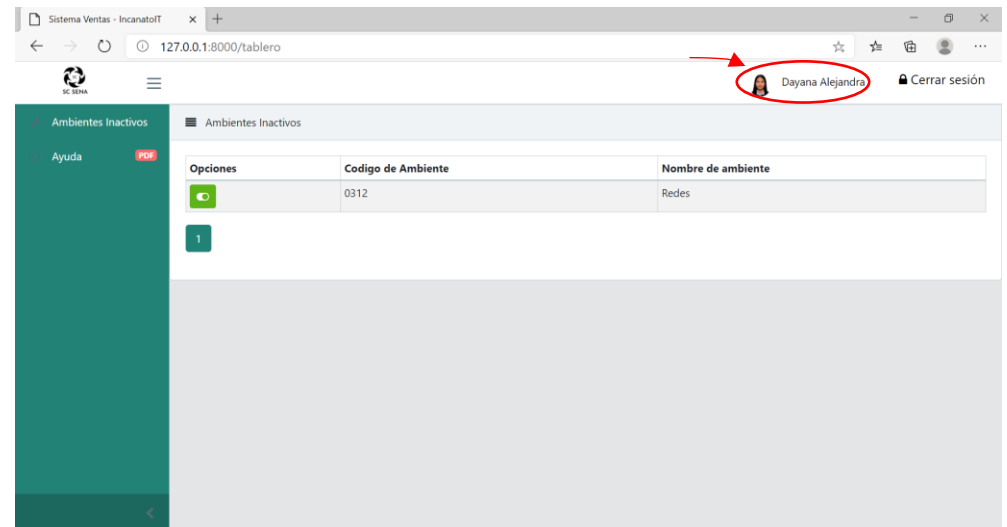 Sistema Ventas - IncanatoIT
127.0.0.1:8000/tablero
SC SENA
Dayana Alejandra
Cerrar sesión
Ambientes Inactivos
Ayuda PDF
Ambientes Inactivos
Opciones Codigo de Ambiente Nombre de ambiente
0312 Redes
1